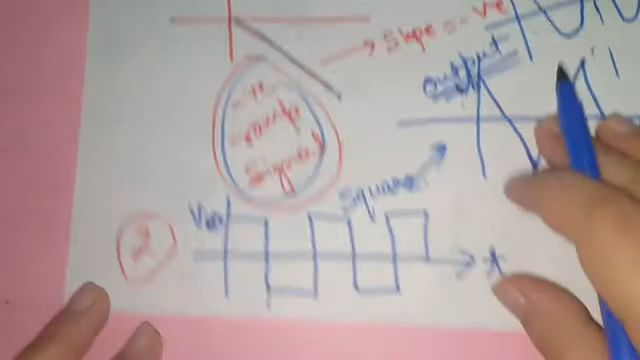 Slope = -ve
output
-ve
ramp
signal
Square
2
Vin
t